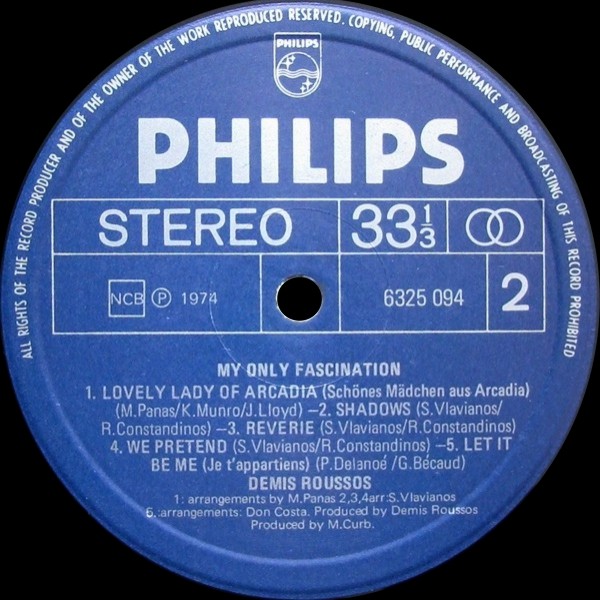 ALL RIGHTS OF THE RECORD PRODUCER AND OF THE OWNER OF THE WORK REPRODUCED RESERVED. COPYING, PUBLIC PERFORMANCE AND BROADCASTING OF THIS RECORD PROHIBITED
PHILIPS
PHILIPS
STEREO 33 1/3
NCB Ⓟ 1974 6325 094 2
MY ONLY FASCINATION
1. LOVELY LADY OF ARCADIA (Schönes Mädchen aus Arcadia)
(M.Panas/K.Munro/J.Lloyd) –2. SHADOWS (S.Vlavianos/
R.Constandinos) –3. REVERIE (S.Vlavianos/R.Constandinos)
4. WE PRETEND (S.Vlavianos/R.Constandinos) –5. LET IT
BE ME (Je t'appartiens) (P.Delanoé /G.Bécaud)
DEMIS ROUSSOS
1: arrangements by M.Panas 2,3,4arr:S.Vlavianos
5.:arrangements: Don Costa. Produced by Demis Roussos
Produced by M.Curb.